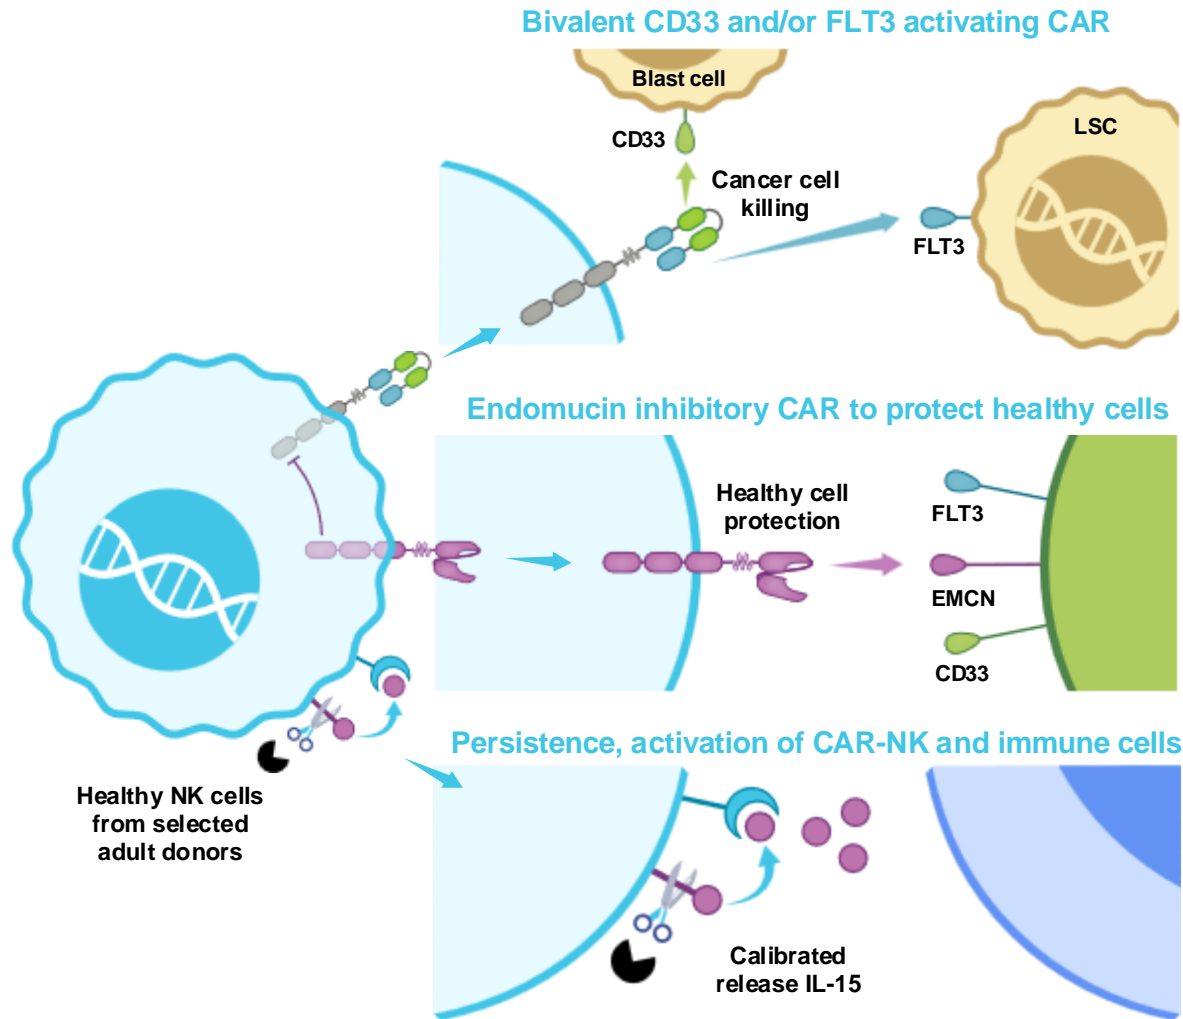 Bivalent CD33 and/or FLT3 activating CAR
Blast cell
CD33
LSC
Cancer cell
killing
FLT3
Endomucin inhibitory CAR to protect healthy cells
Healthy cell
protection
FLT3
EMCN
CD33
Persistence, activation of CAR-NK and immune cells
Healthy NK cells
from selected
adult donors
Calibrated
release IL-15